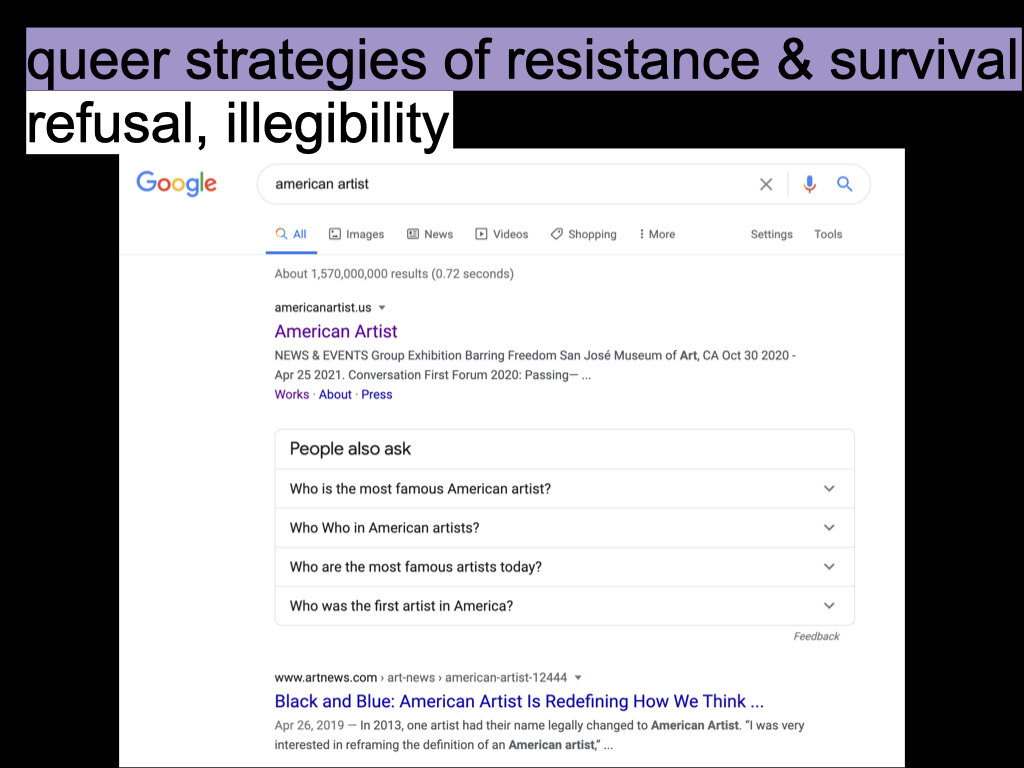 queer strategies of resistance & survival
refusal, illegibility
Google
american artist
All Images News Videos Shopping More Settings Tools
About 1,570,000,000 results (0.72 seconds)
americanartist.us
American Artist
NEWS & EVENTS Group Exhibition Barring Freedom San José Museum of Art, CA Oct 30 2020 -
Apr 25 2021. Conversation First Forum 2020: Passing— ...
Works · About · Press
People also ask
Who is the most famous American artist?
Who Who in American artists?
Who are the most famous artists today?
Who was the first artist in America?
Feedback
www.artnews.com › art-news › american-artist-12444
Black and Blue: American Artist Is Redefining How We Think ...
Apr 26, 2019 — In 2013, one artist had their name legally changed to American Artist. “I was very
interested in reframing the definition of an American artist,” ...